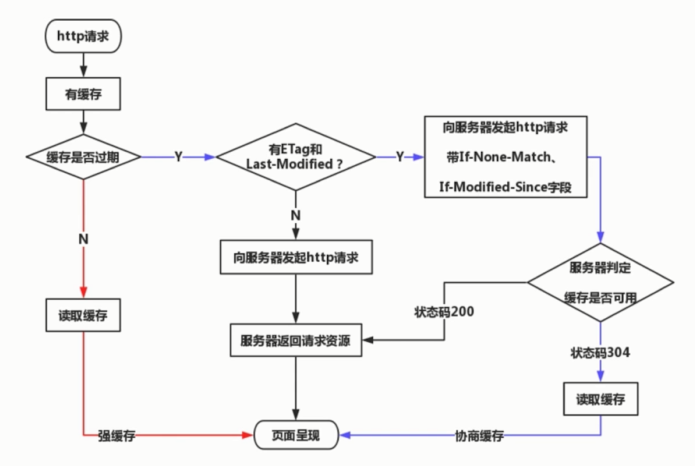 http请求
有缓存
缓存是否过期
Y
有ETag和
Last-Modified？
Y
向服务器发起http请求
带If-None-Match、
If-Modified-Since字段
N
N
向服务器发起http请求
服务器判定
缓存是否可用
读取缓存
服务器返回请求资源
状态码200
状态码304
读取缓存
强缓存
页面呈现
协商缓存